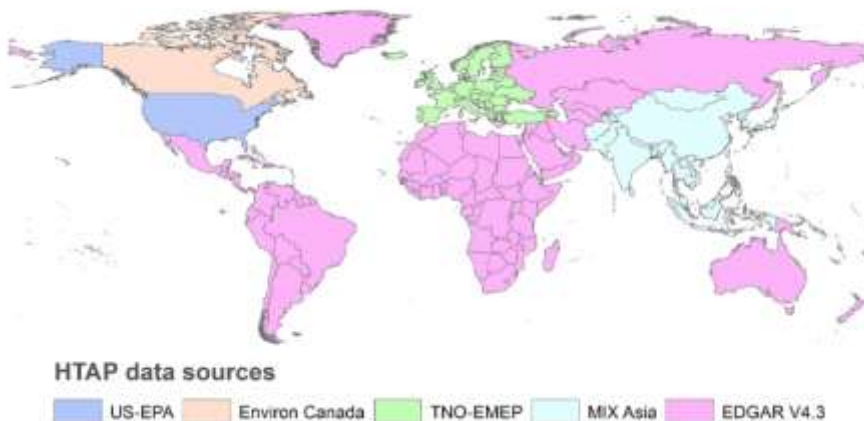 HTAP data sources
US-EPA Environ Canada TNO-EMEP MIX Asia EDGAR V4.3